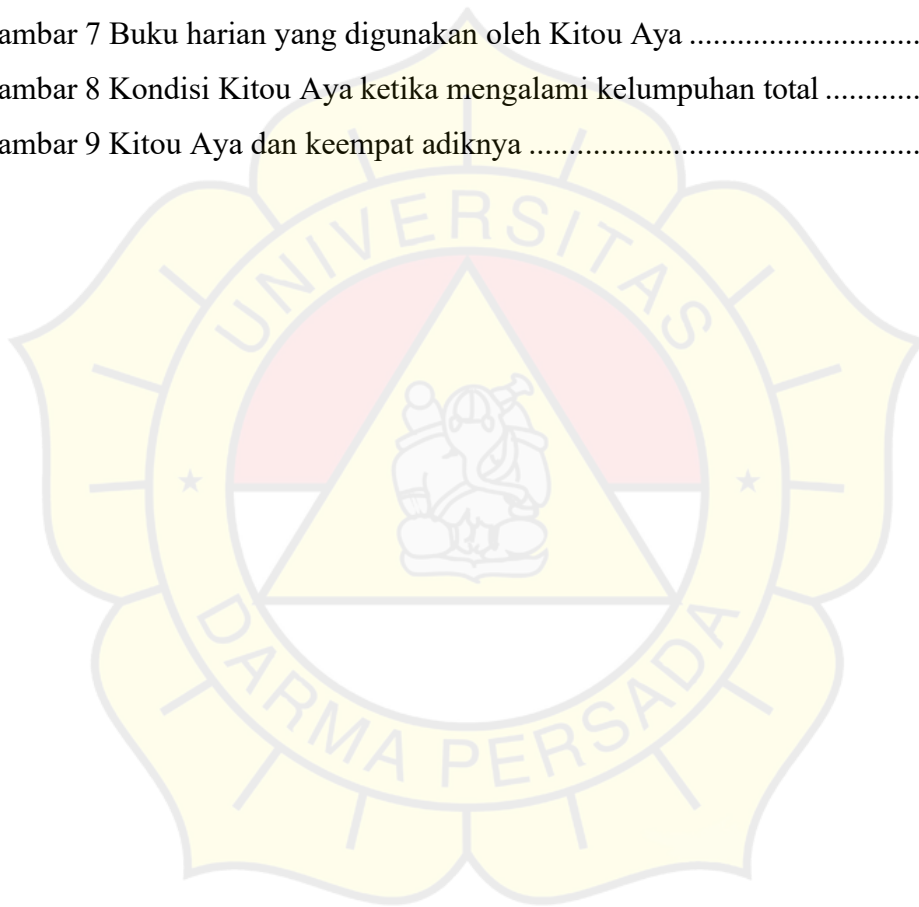 ambar 7 Buku harian yang digunakan oleh Kitou Aya .............................
ambar 8 Kondisi Kitou Aya ketika mengalami kelumpuhan total ............
ambar 9 Kitou Aya dan keempat adiknya .................................................
UNIVERSITAS
DARMA PERSADA